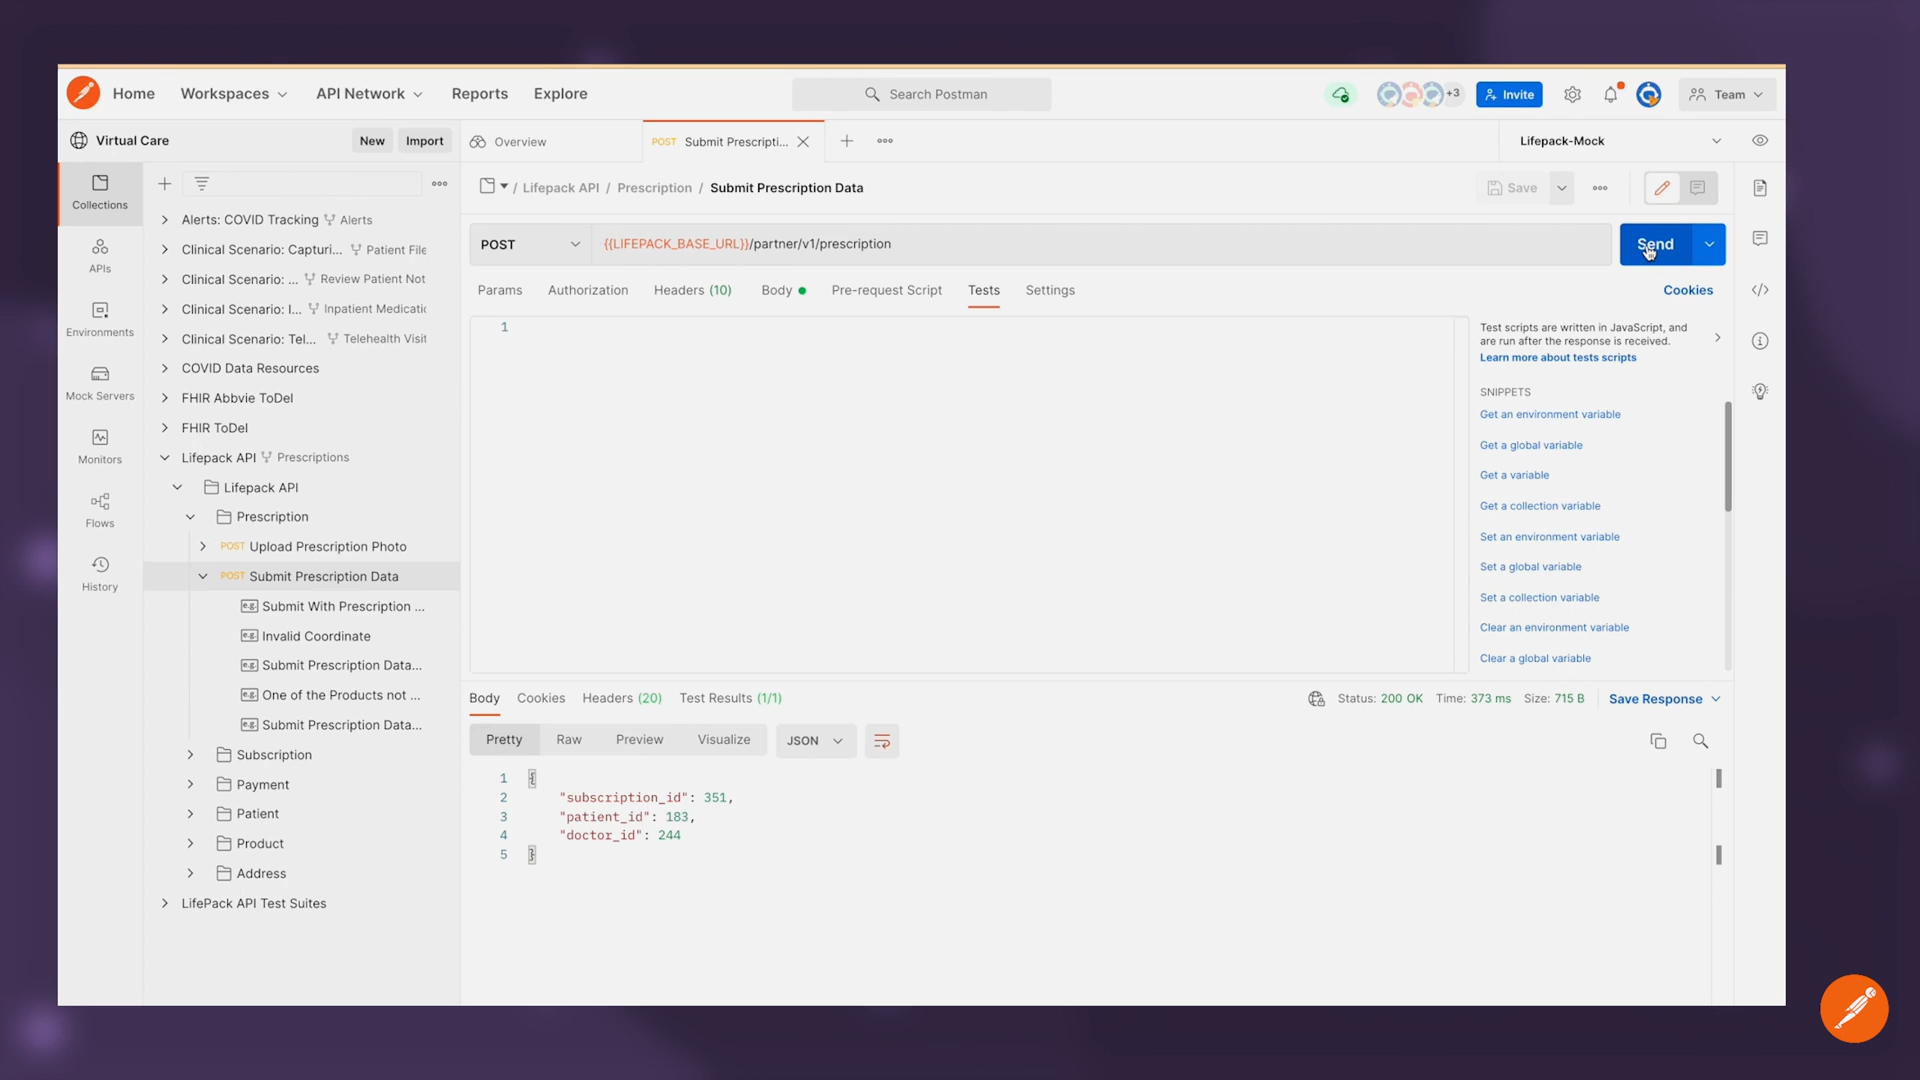 Home
Workspaces
API Network
Reports
Explore
Search Postman
+3
Invite
Team
Virtual Care
New
Import
Overview
POST Submit Prescripti...
Lifepack-Mock
Collections
APIs
Environments
Mock Servers
Monitors
Flows
History
Alerts: COVID Tracking Alerts
Clinical Scenario: Capturi... Patient File
Clinical Scenario: ... Review Patient Not
Clinical Scenario: I... Inpatient Medicatio
Clinical Scenario: Tel... Telehealth Visit
COVID Data Resources
FHIR Abbvie ToDel
FHIR ToDel
Lifepack API Prescriptions
Lifepack API
Prescription
POST Upload Prescription Photo
POST Submit Prescription Data
e.g. Submit With Prescription ...
e.g. Invalid Coordinate
e.g. Submit Prescription Data...
e.g. One of the Products not ...
e.g. Submit Prescription Data...
Subscription
Payment
Patient
Product
Address
LifePack API Test Suites
/ Lifepack API / Prescription / Submit Prescription Data
Save
POST
{{LIFEPACK_BASE_URL}}/partner/v1/prescription
Send
Params
Authorization
Headers (10)
Body
Pre-request Script
Tests
Settings
Cookies
1
Test scripts are written in JavaScript, and
are run after the response is received.
Learn more about tests scripts
SNIPPETS
Get an environment variable
Get a global variable
Get a variable
Get a collection variable
Set an environment variable
Set a global variable
Set a collection variable
Clear an environment variable
Clear a global variable
Body
Cookies
Headers (20)
Test Results (1/1)
Status: 200 OK
Time: 373 ms
Size: 715 B
Save Response
Pretty
Raw
Preview
Visualize
JSON
1 {
2 "subscription_id": 351,
3 "patient_id": 183,
4 "doctor_id": 244
5 }